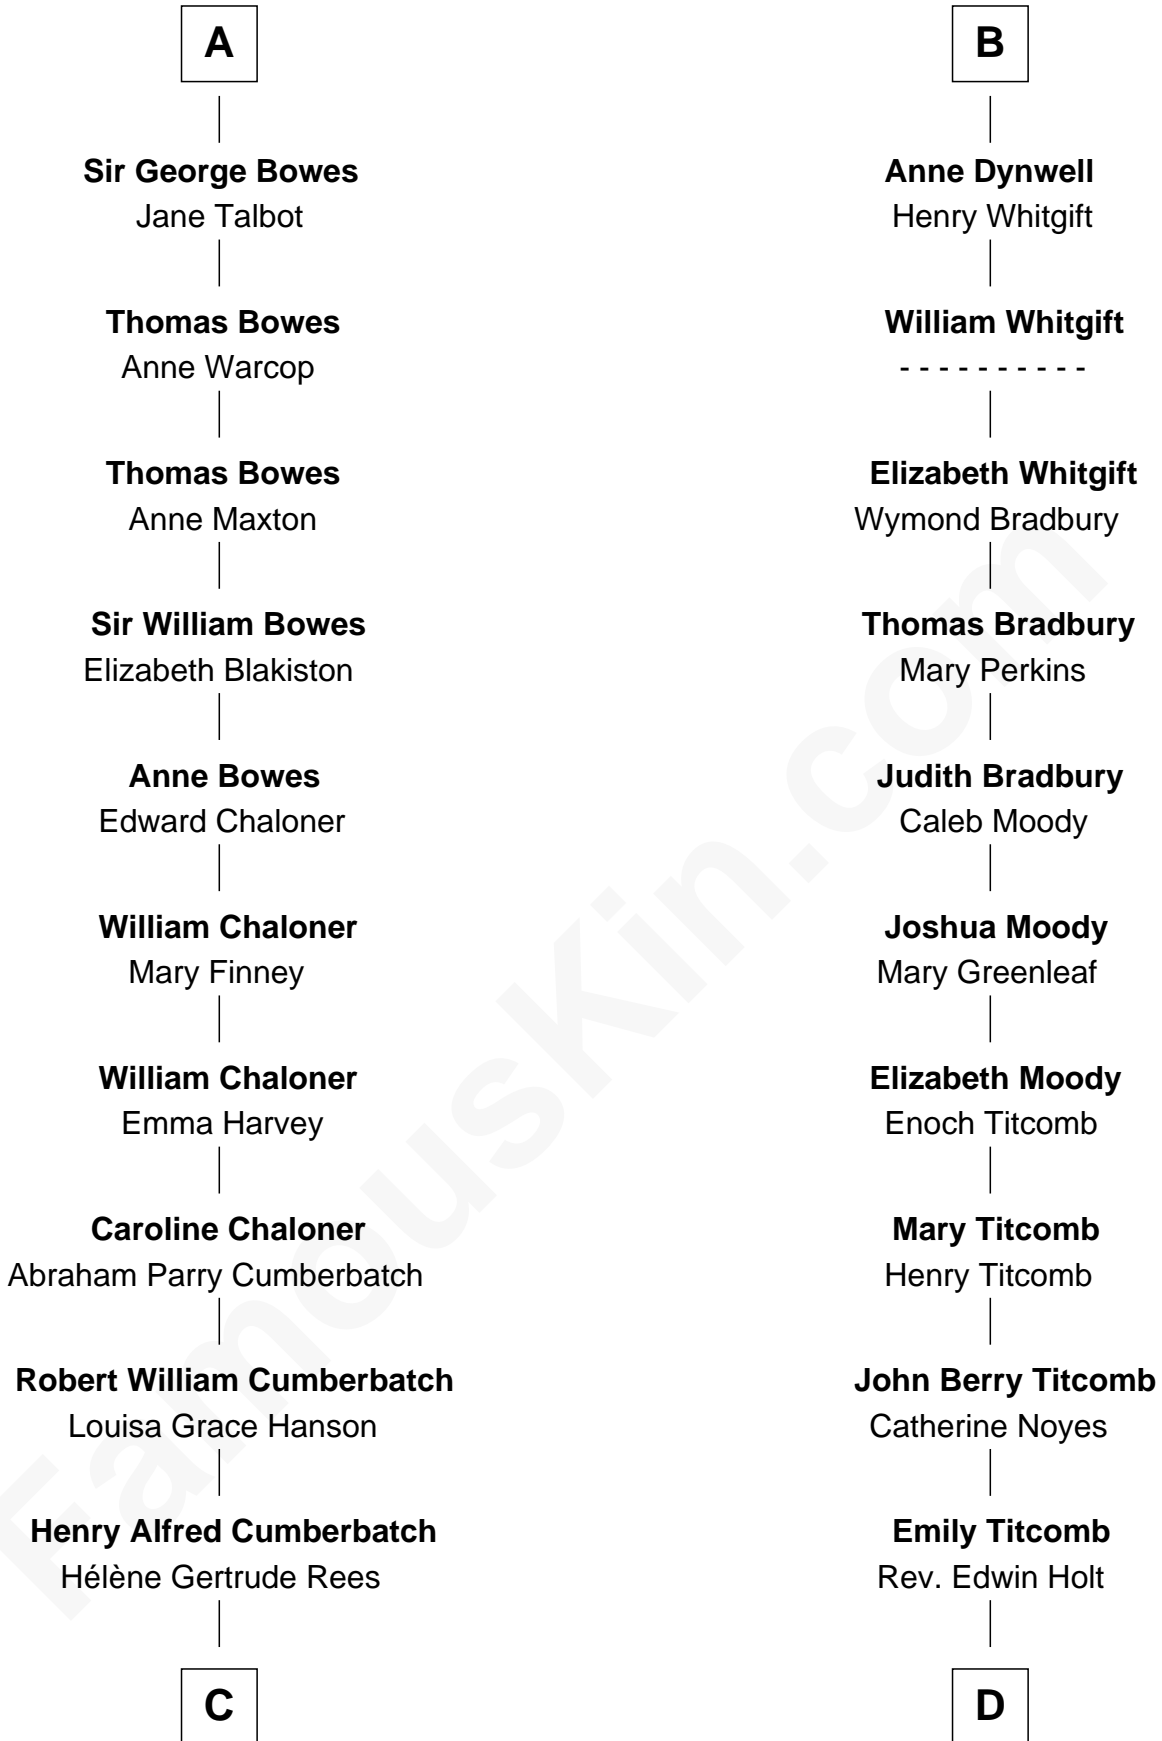 A
Sir George Bowes
Jane Talbot
Thomas Bowes
Anne Warcop
Thomas Bowes
Anne Maxton
Sir William Bowes
Elizabeth Blakiston
Anne Bowes
Edward Chaloner
William Chaloner
Mary Finney
William Chaloner
Emma Harvey
Caroline Chaloner
Abraham Parry Cumberbatch
Robert William Cumberbatch
Louisa Grace Hanson
Henry Alfred Cumberbatch
Hélène Gertrude Rees
C
B
Anne Dynwell
Henry Whitgift
William Whitgift
- - - - - - - - - -
Elizabeth Whitgift
Wymond Bradbury
Thomas Bradbury
Mary Perkins
Judith Bradbury
Caleb Moody
Joshua Moody
Mary Greenleaf
Elizabeth Moody
Enoch Titcomb
Mary Titcomb
Henry Titcomb
John Berry Titcomb
Catherine Noyes
Emily Titcomb
Rev. Edwin Holt
D
FamousKin.com